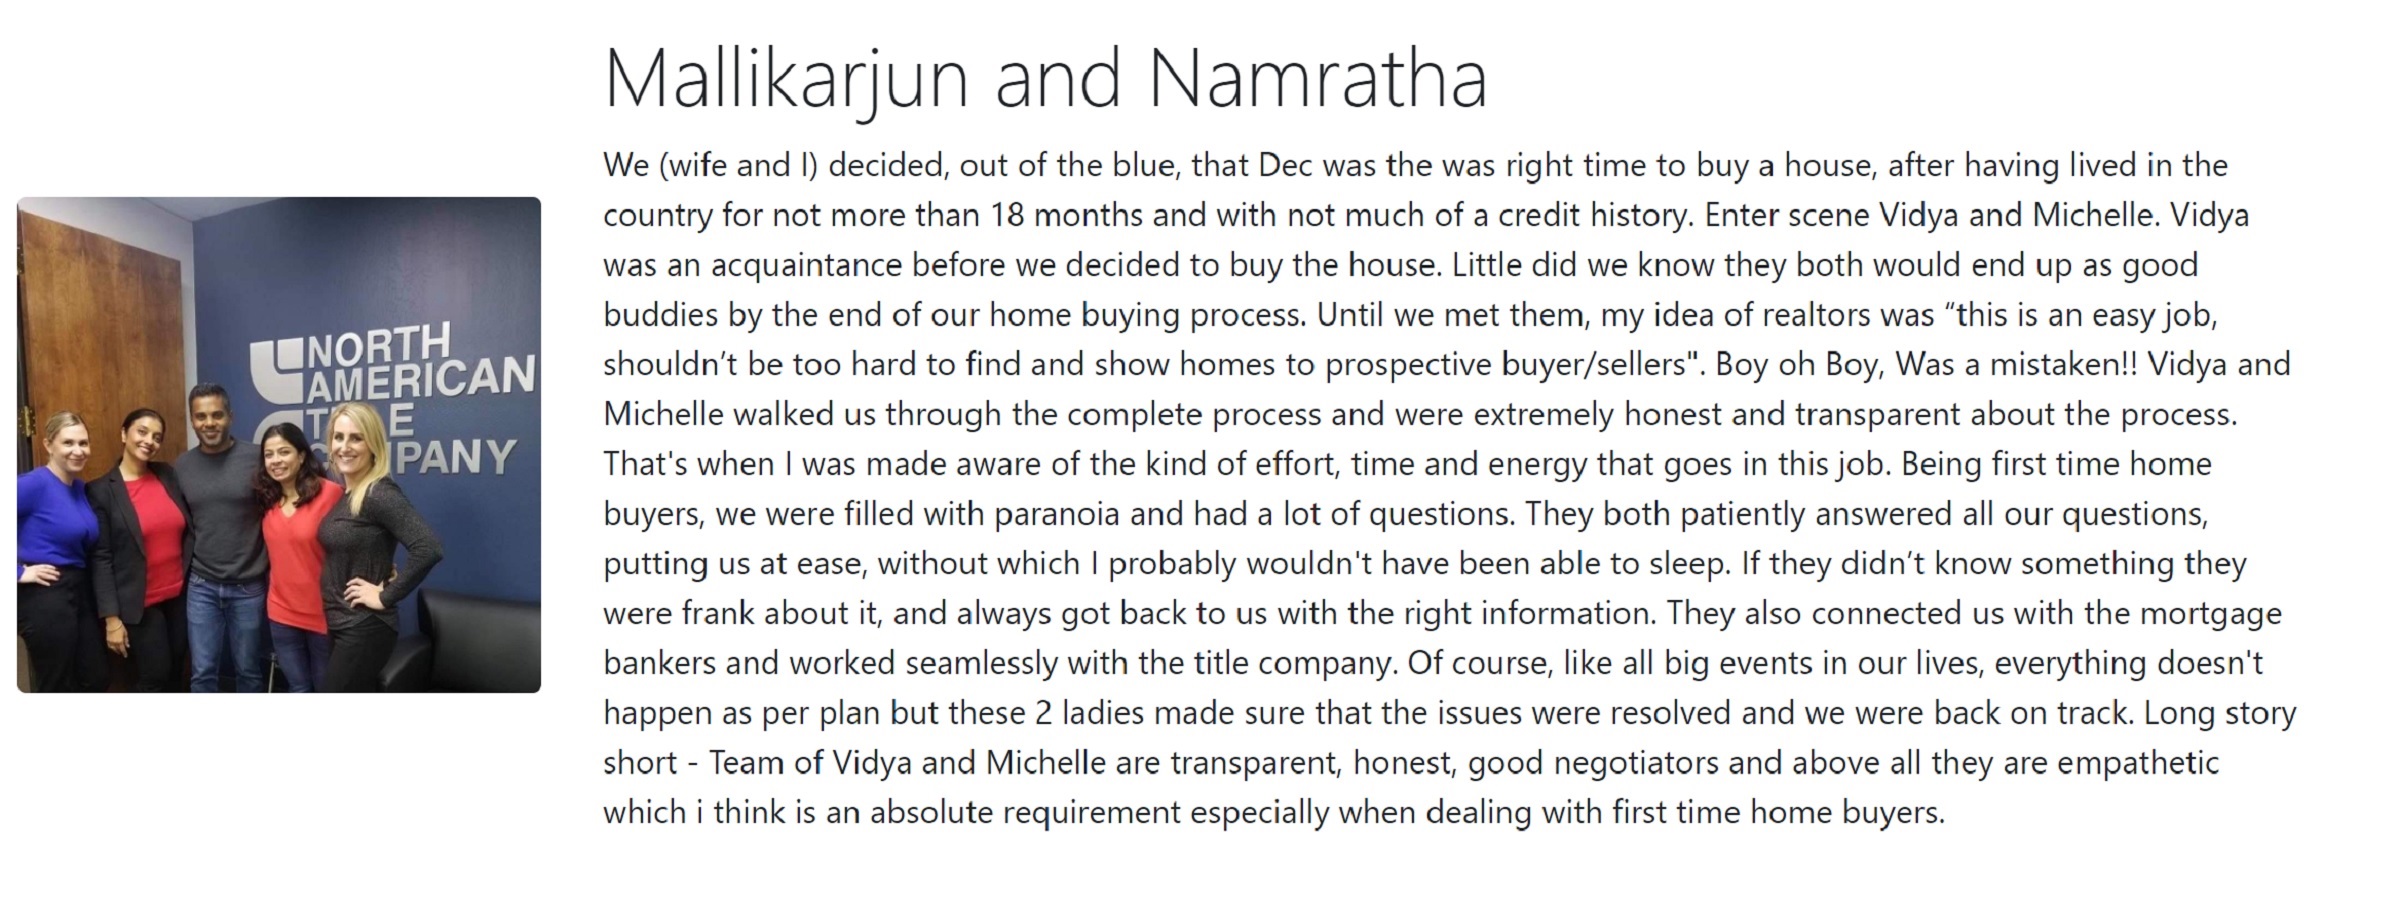 Mallikarjun and Namratha
We (wife and I) decided, out of the blue, that Dec was the was right time to buy a house, after having lived in the
country for not more than 18 months and with not much of a credit history. Enter scene Vidya and Michelle. Vidya
was an acquaintance before we decided to buy the house. Little did we know they both would end up as good
buddies by the end of our home buying process. Until we met them, my idea of realtors was “this is an easy job,
shouldn’t be too hard to find and show homes to prospective buyer/sellers". Boy oh Boy, Was a mistaken!! Vidya and
Michelle walked us through the complete process and were extremely honest and transparent about the process.
That's when I was made aware of the kind of effort, time and energy that goes in this job. Being first time home
buyers, we were filled with paranoia and had a lot of questions. They both patiently answered all our questions,
putting us at ease, without which I probably wouldn't have been able to sleep. If they didn’t know something they
were frank about it, and always got back to us with the right information. They also connected us with the mortgage
bankers and worked seamlessly with the title company. Of course, like all big events in our lives, everything doesn't
happen as per plan but these 2 ladies made sure that the issues were resolved and we were back on track. Long story
short - Team of Vidya and Michelle are transparent, honest, good negotiators and above all they are empathetic
which i think is an absolute requirement especially when dealing with first time home buyers.
NORTH
AMERICAN